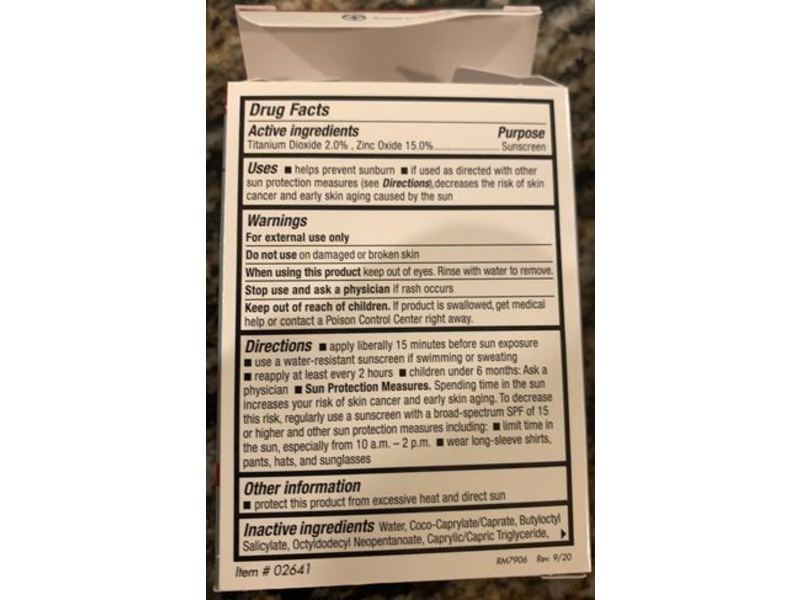 Drug Facts
Active ingredients Purpose
Titanium Dioxide 2.0% , Zinc Oxide 15.0%........................ Sunscreen
Uses ■ helps prevent sunburn ■ if used as directed with other
sun protection measures (see Directions),decreases the risk of skin
cancer and early skin aging caused by the sun
Warnings
For external use only
Do not use on damaged or broken skin
When using this product keep out of eyes. Rinse with water to remove.
Stop use and ask a physician if rash occurs
Keep out of reach of children. If product is swallowed, get medical
help or contact a Poison Control Center right away.
Directions ■ apply liberally 15 minutes before sun exposure
■ use a water-resistant sunscreen if swimming or sweating
■ reapply at least every 2 hours ■ children under 6 months: Ask a
physician ■ Sun Protection Measures. Spending time in the sun
increases your risk of skin cancer and early skin aging. To decrease
this risk, regularly use a sunscreen with a broad-spectrum SPF of 15
or higher and other sun protection measures including: ■ limit time in
the sun, especially from 10 a.m. – 2 p.m. ■ wear long-sleeve shirts,
pants, hats, and sunglasses
Other information
■ protect this product from excessive heat and direct sun
Inactive ingredients Water, Coco-Caprylate/Caprate, Butyloctyl
Salicylate, Octyldodecyl Neopentanoate, Caprylic/Capric Triglyceride,
Item # 02641 RM7906 Rev. 9/20